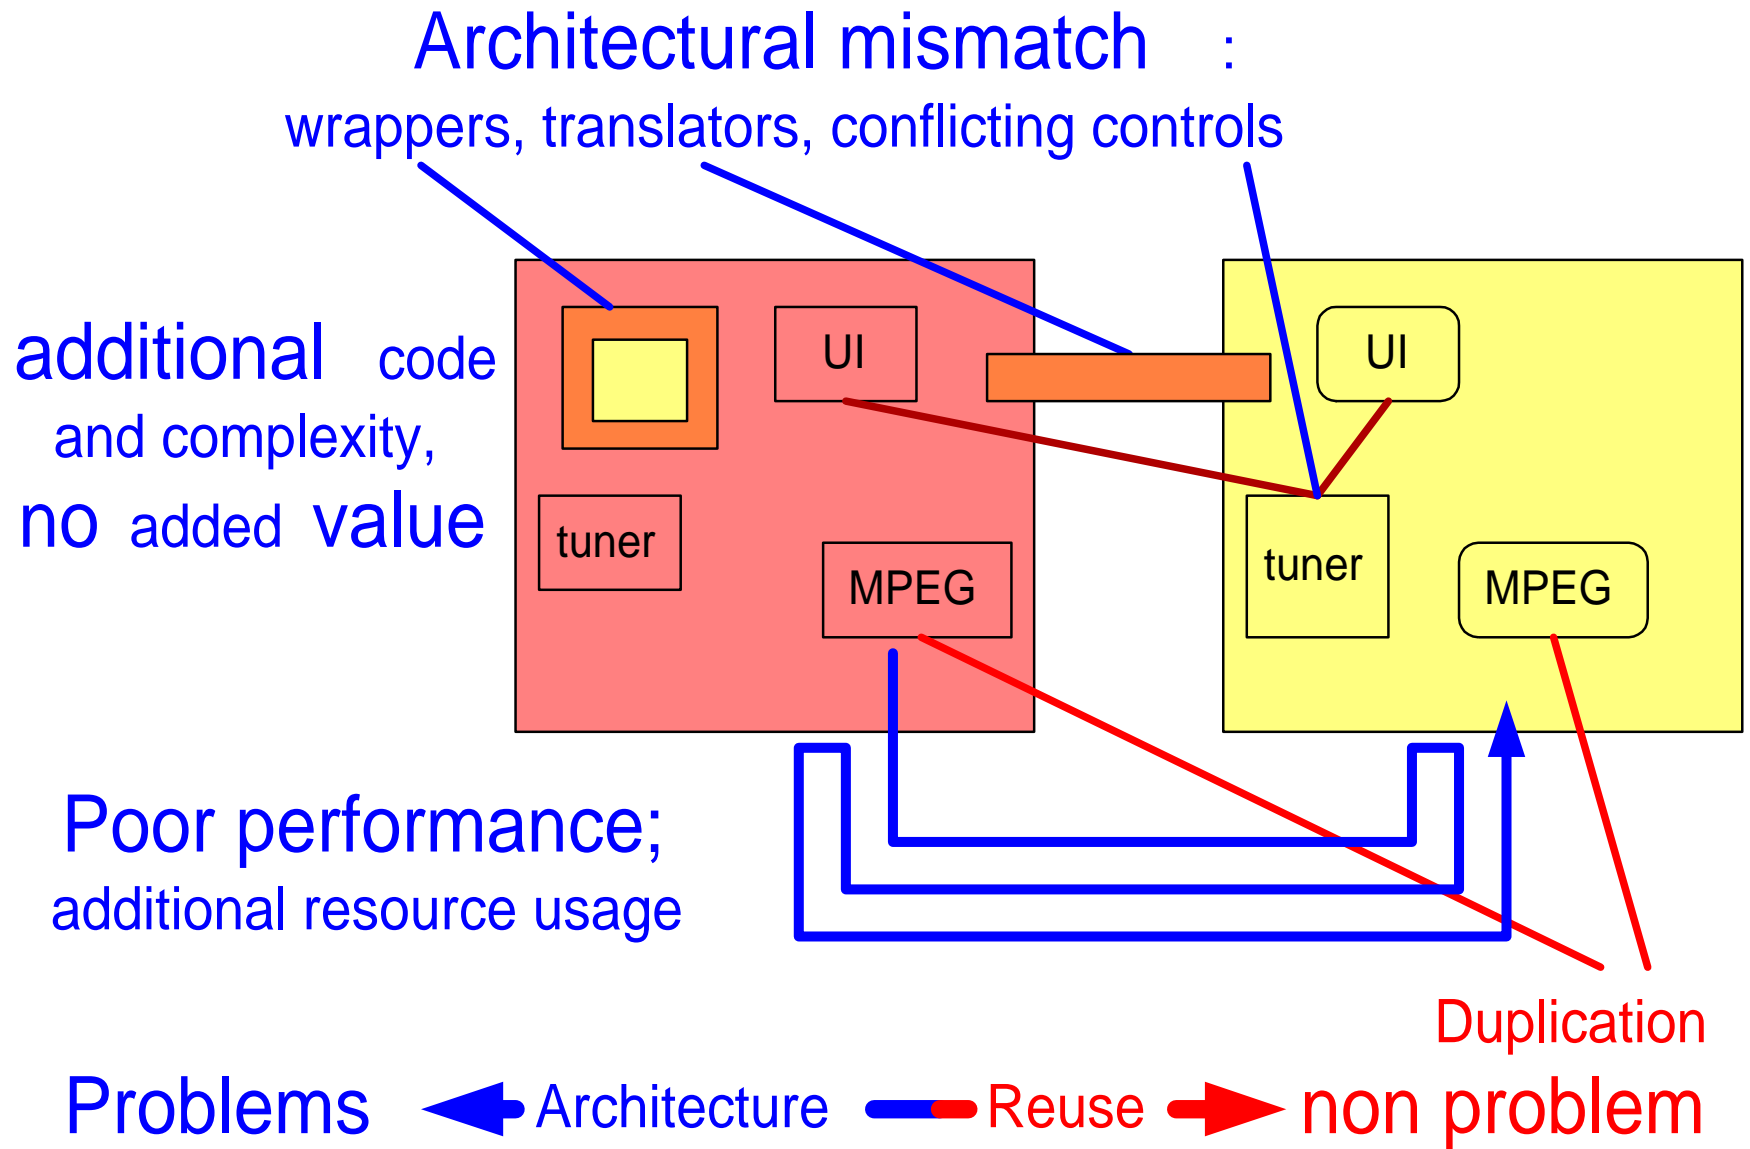 Architectural mismatch :
wrappers, translators, conflicting controls
additional code
and complexity,
no added value
UI
tuner
MPEG
UI
tuner
MPEG
Poor performance;
additional resource usage
Duplication
Problems Architecture Reuse non problem